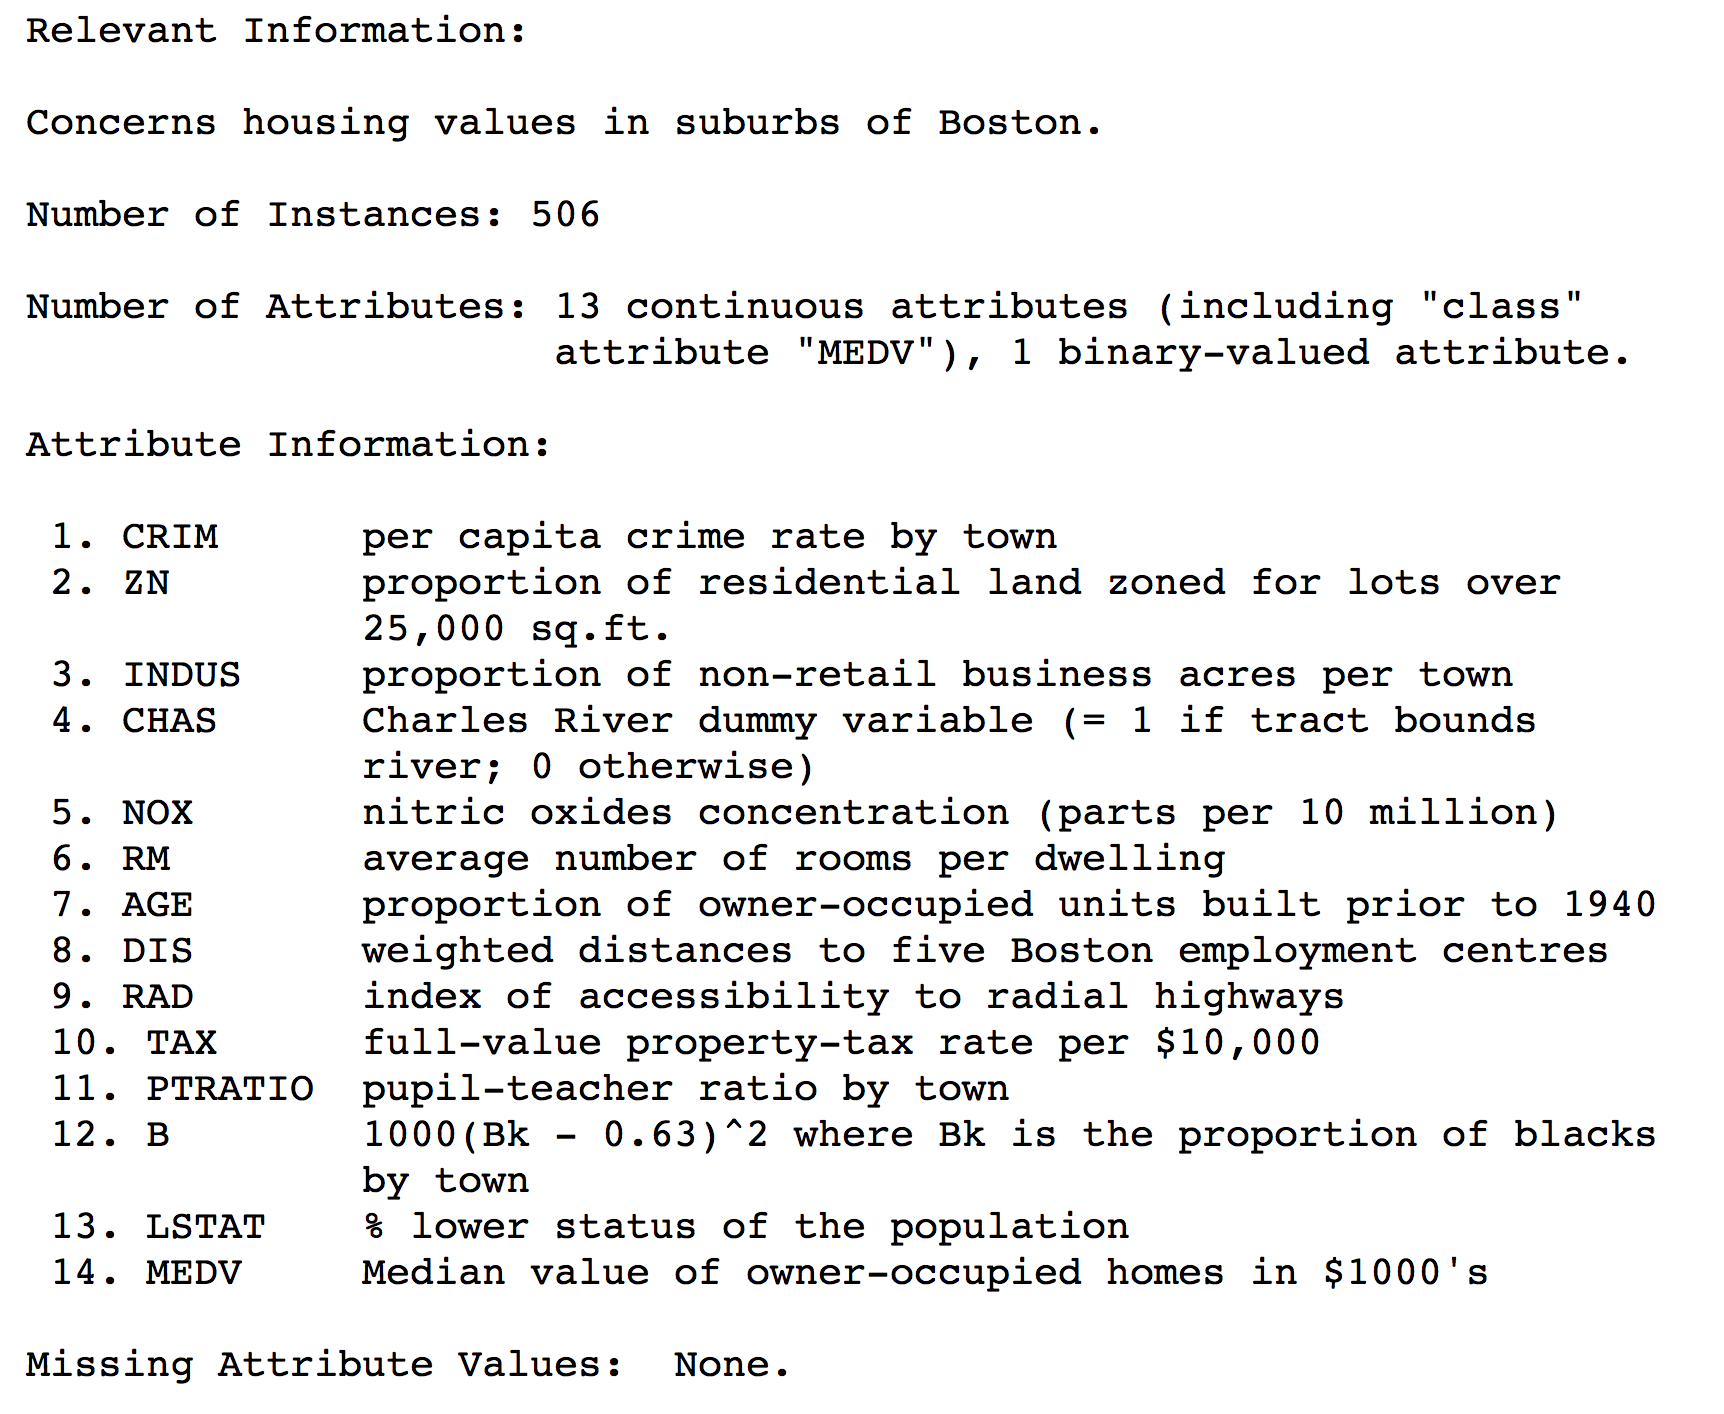 Relevant Information:
Concerns housing values in suburbs of Boston.
Number of Instances: 506
Number of Attributes: 13 continuous attributes (including "class"
attribute "MEDV"), 1 binary-valued attribute.
Attribute Information:
1. CRIM per capita crime rate by town
2. ZN proportion of residential land zoned for lots over
25,000 sq.ft.
3. INDUS proportion of non-retail business acres per town
4. CHAS Charles River dummy variable (= 1 if tract bounds
river; 0 otherwise)
5. NOX nitric oxides concentration (parts per 10 million)
6. RM average number of rooms per dwelling
7. AGE proportion of owner-occupied units built prior to 1940
8. DIS weighted distances to five Boston employment centres
9. RAD index of accessibility to radial highways
10. TAX full-value property-tax rate per $10,000
11. PTRATIO pupil-teacher ratio by town
12. B 1000(Bk - 0.63)^2 where Bk is the proportion of blacks
by town
13. LSTAT % lower status of the population
14. MEDV Median value of owner-occupied homes in $1000's
Missing Attribute Values: None.